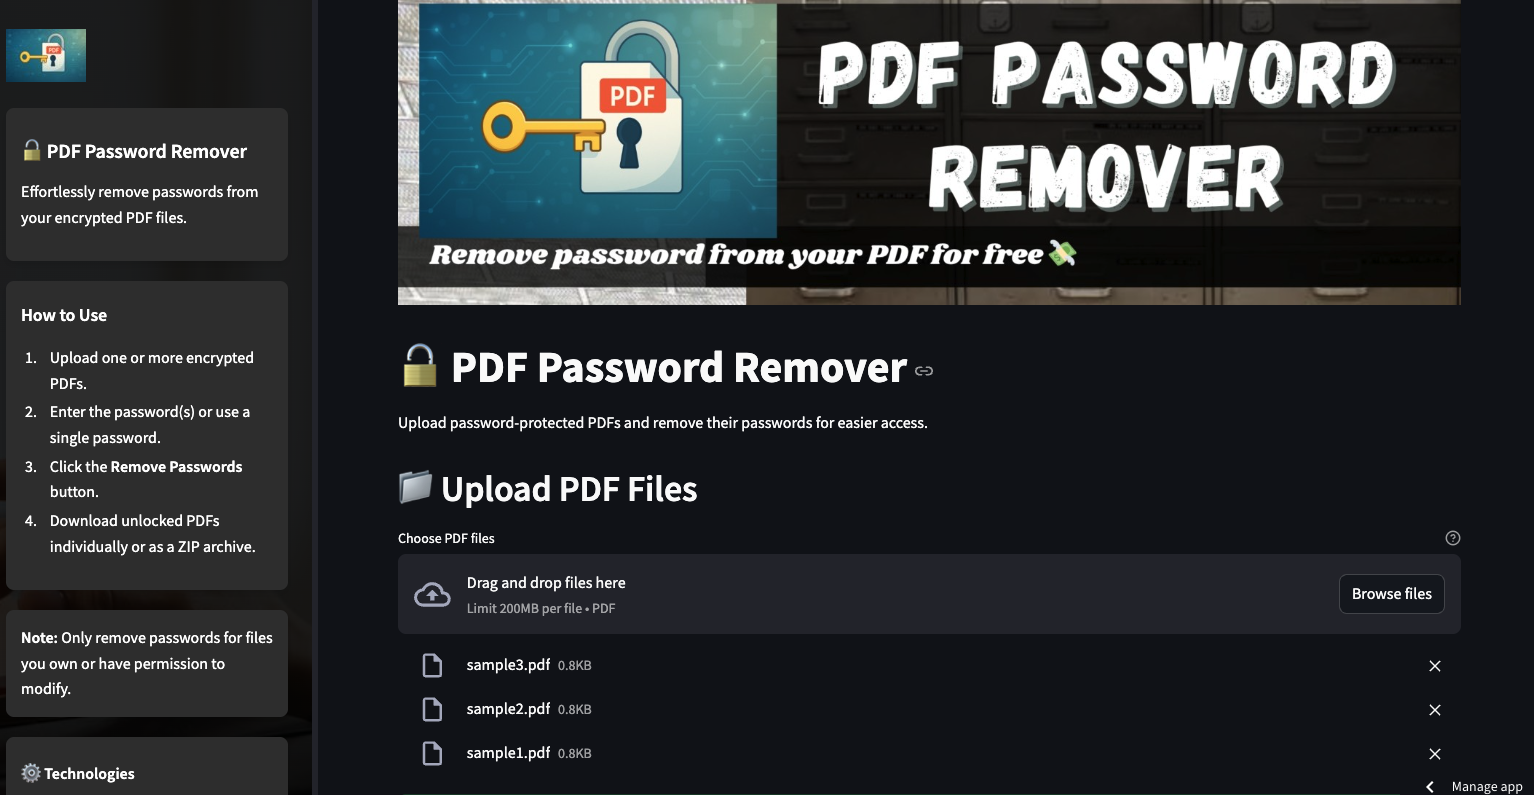 PDF
🔓 PDF Password Remover
Effortlessly remove passwords from
your encrypted PDF files.
How to Use
1. Upload one or more encrypted
PDFs.
2. Enter the password(s) or use a
single password.
3. Click the Remove Passwords
button.
4. Download unlocked PDFs
individually or as a ZIP archive.
Note: Only remove passwords for files
you own or have permission to
modify.
⚙️ Technologies
PDF
PDF PASSWORD
REMOVER
Remove password from your PDF for free💸
🔓 PDF Password Remover
Upload password-protected PDFs and remove their passwords for easier access.
📁 Upload PDF Files
Choose PDF files
Drag and drop files here
Limit 200MB per file • PDF
Browse files
sample3.pdf 0.8KB
sample2.pdf 0.8KB
sample1.pdf 0.8KB
Manage app